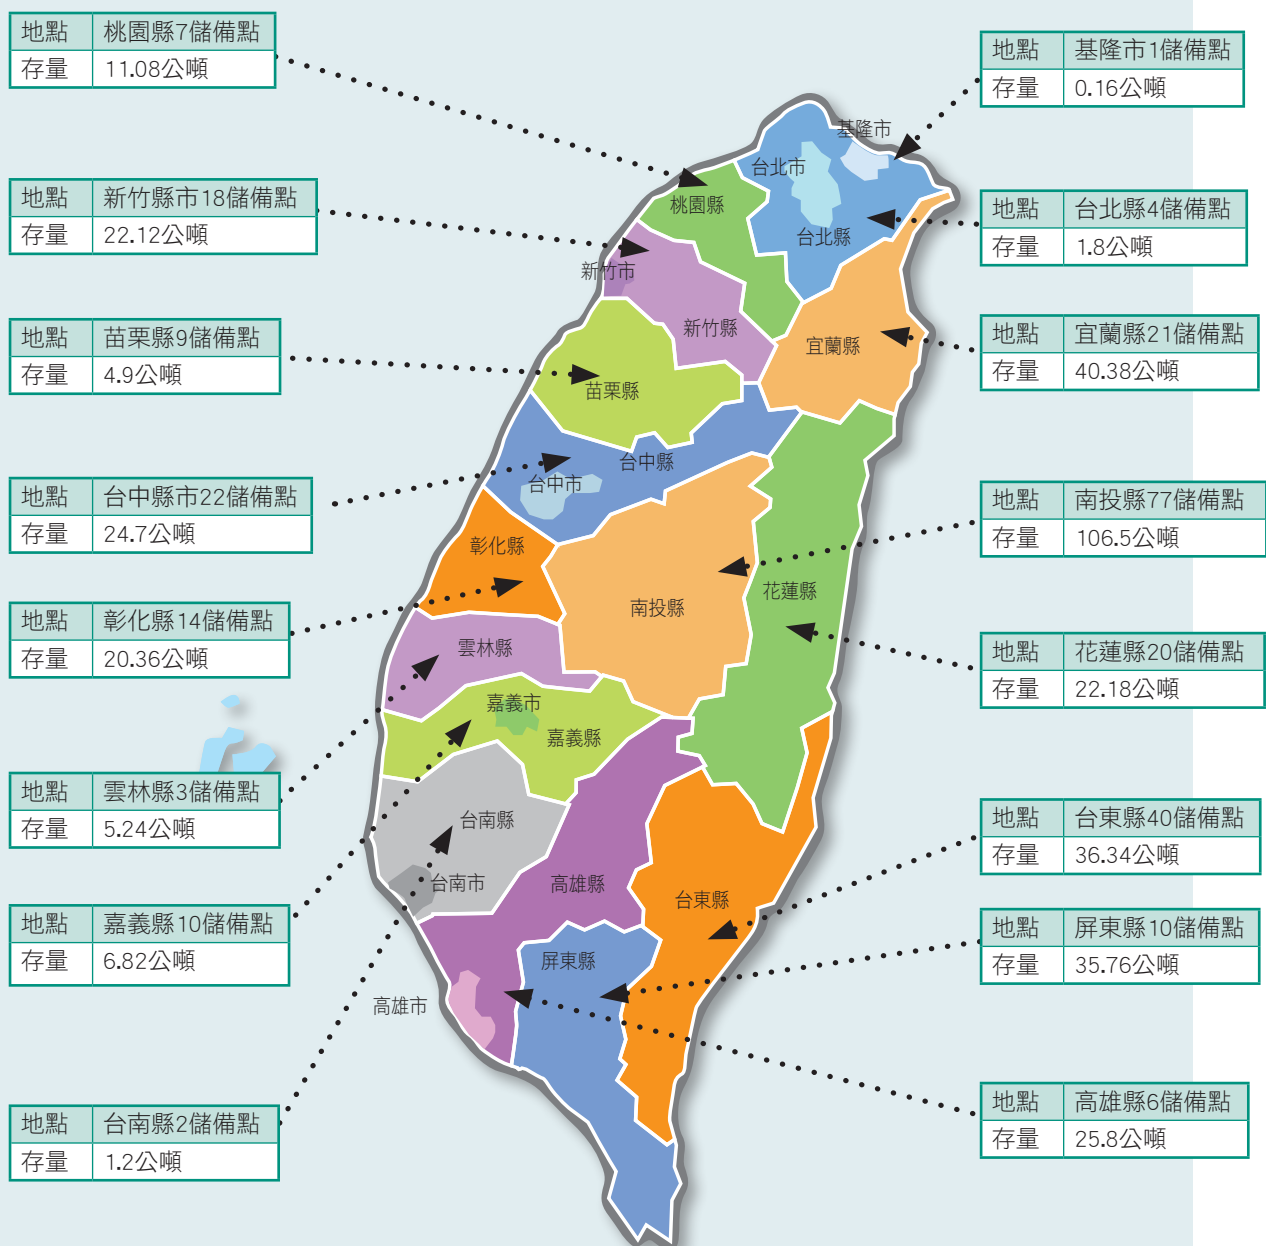 地點 桃園縣7儲備點
存量 11.08公噸
地點 新竹縣市18儲備點
存量 22.12公噸
地點 苗栗縣9儲備點
存量 4.9公噸
地點 台中縣市22儲備點
存量 24.7公噸
地點 彰化縣14儲備點
存量 20.36公噸
地點 雲林縣3儲備點
存量 5.24公噸
地點 嘉義縣10儲備點
存量 6.82公噸
地點 台南縣2儲備點
存量 1.2公噸
基隆市
台北市
桃園縣
台北縣
新竹市
新竹縣
宜蘭縣
苗栗縣
台中縣
台中市
彰化縣
花蓮縣
南投縣
雲林縣
嘉義市
嘉義縣
台南縣
台南市
高雄縣
台東縣
屏東縣
高雄市
地點 基隆市1儲備點
存量 0.16公噸
地點 台北縣4儲備點
存量 1.8公噸
地點 宜蘭縣21儲備點
存量 40.38公噸
地點 南投縣77儲備點
存量 106.5公噸
地點 花蓮縣20儲備點
存量 22.18公噸
地點 台東縣40儲備點
存量 36.34公噸
地點 屏東縣10儲備點
存量 35.76公噸
地點 高雄縣6儲備點
存量 25.8公噸